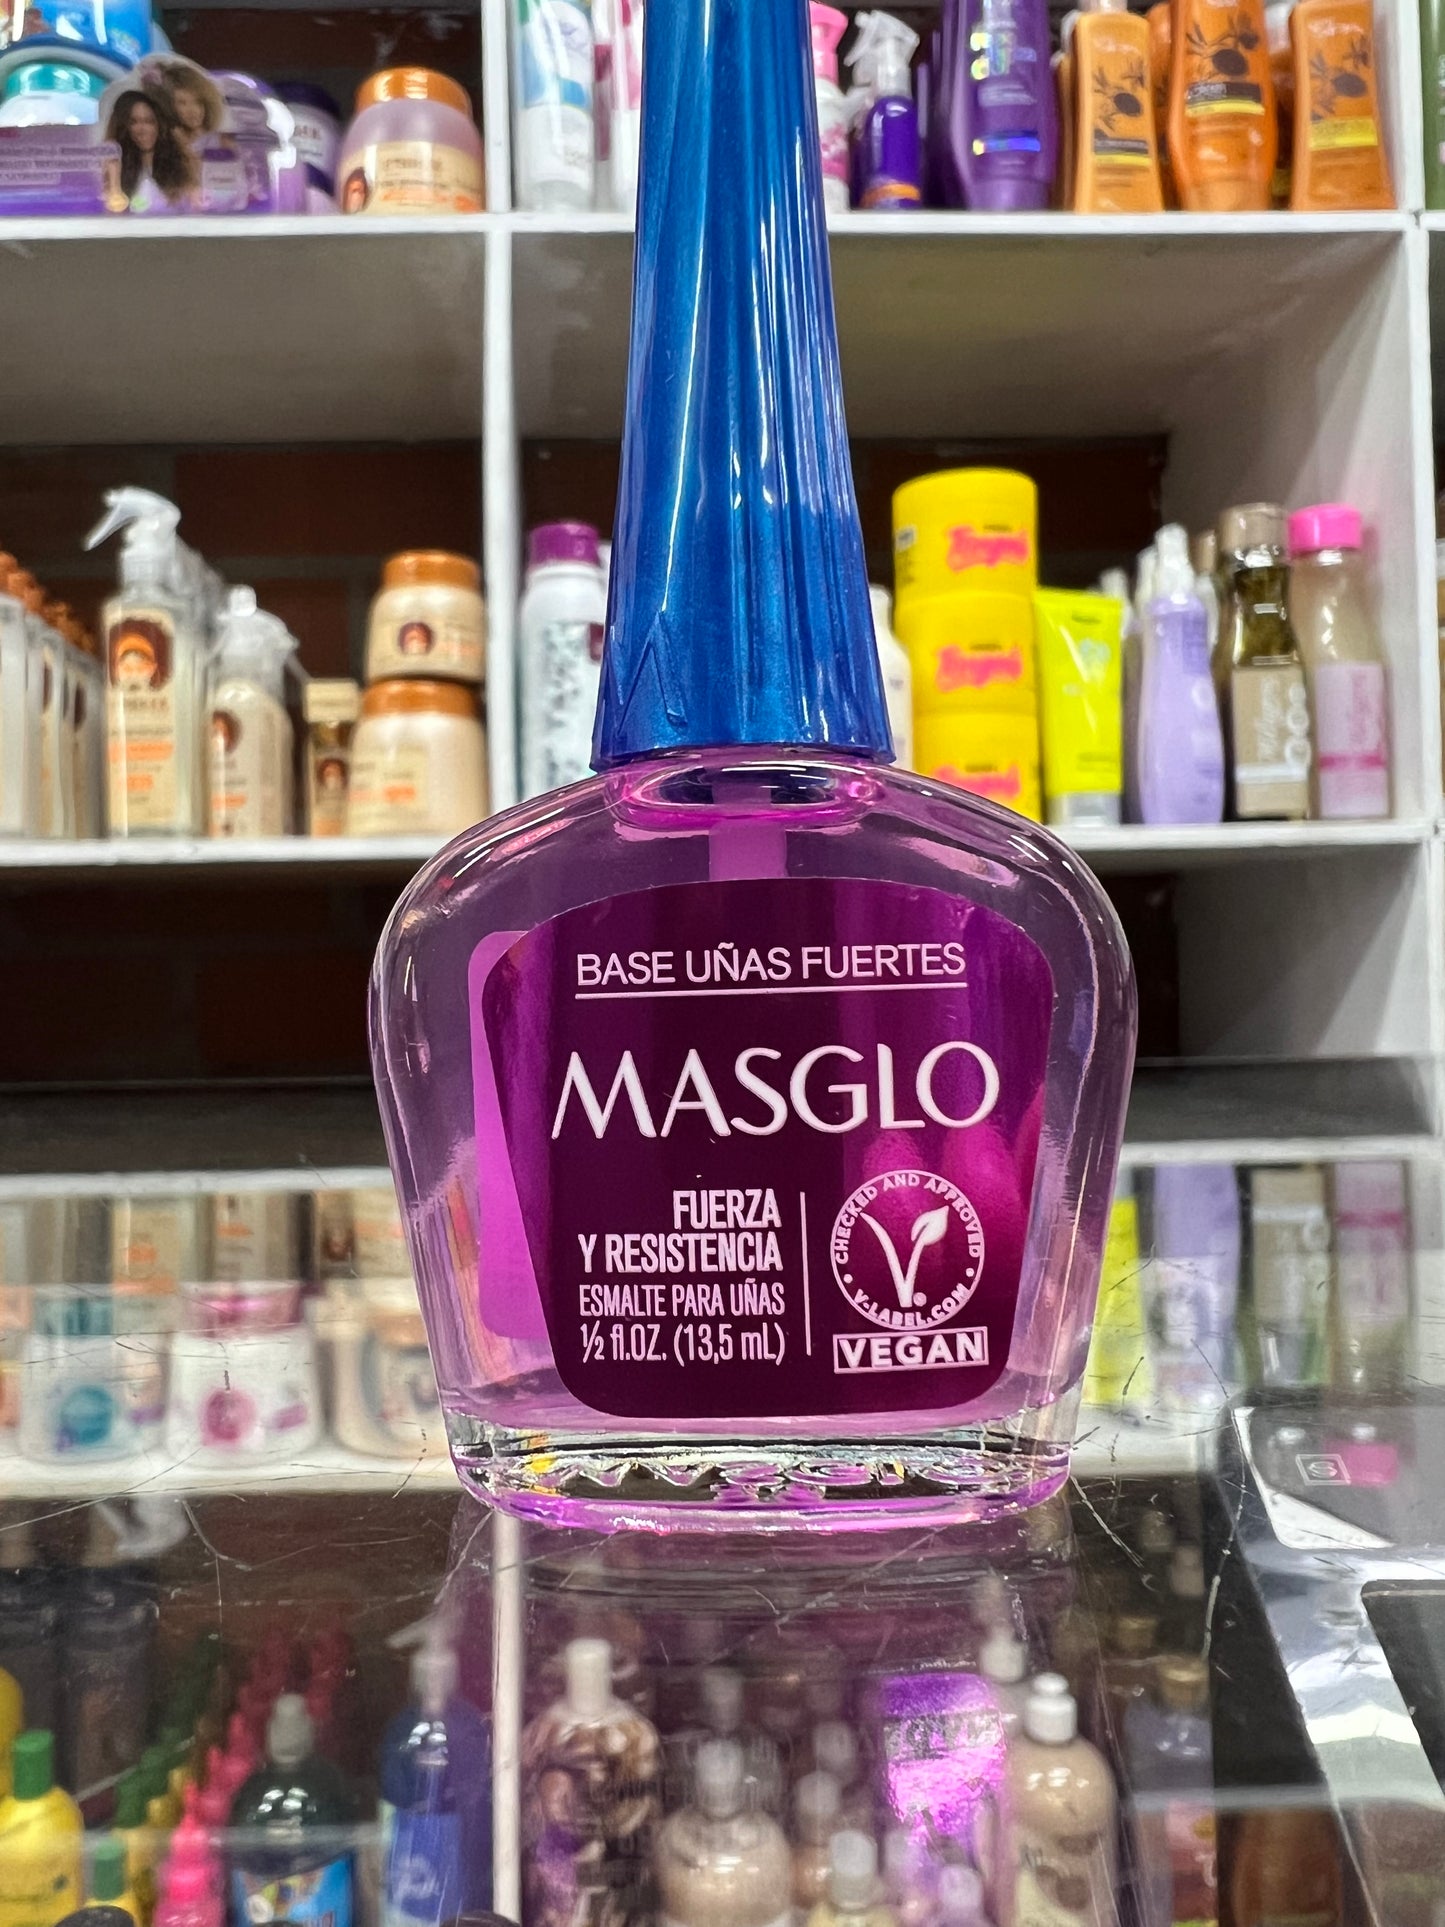 BASE UÑAS FUERTES
MASGLO
FUERZA
Y RESISTENCIA
ESMALTE PARA UÑAS
½ fl.OZ. (13,5 mL)
CHECKED AND APPROVED
V-LABEL.COM
®
VEGAN